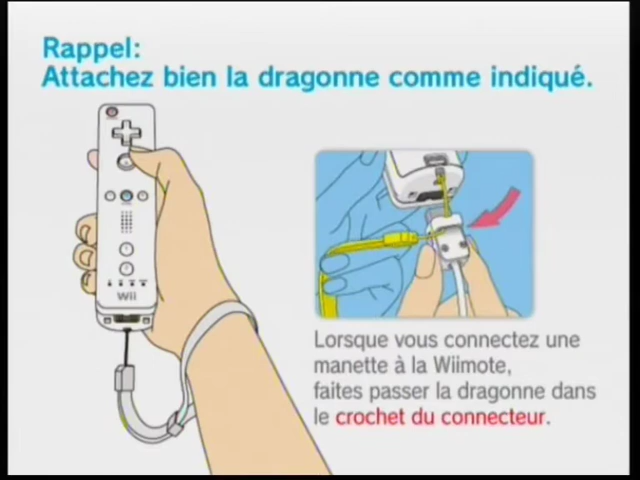 Rappel:
Attachez bien la dragonne comme indiqué.
Wii
Lorsque vous connectez une
manette à la Wiimote,
faites passer la dragonne dans
le crochet du connecteur.